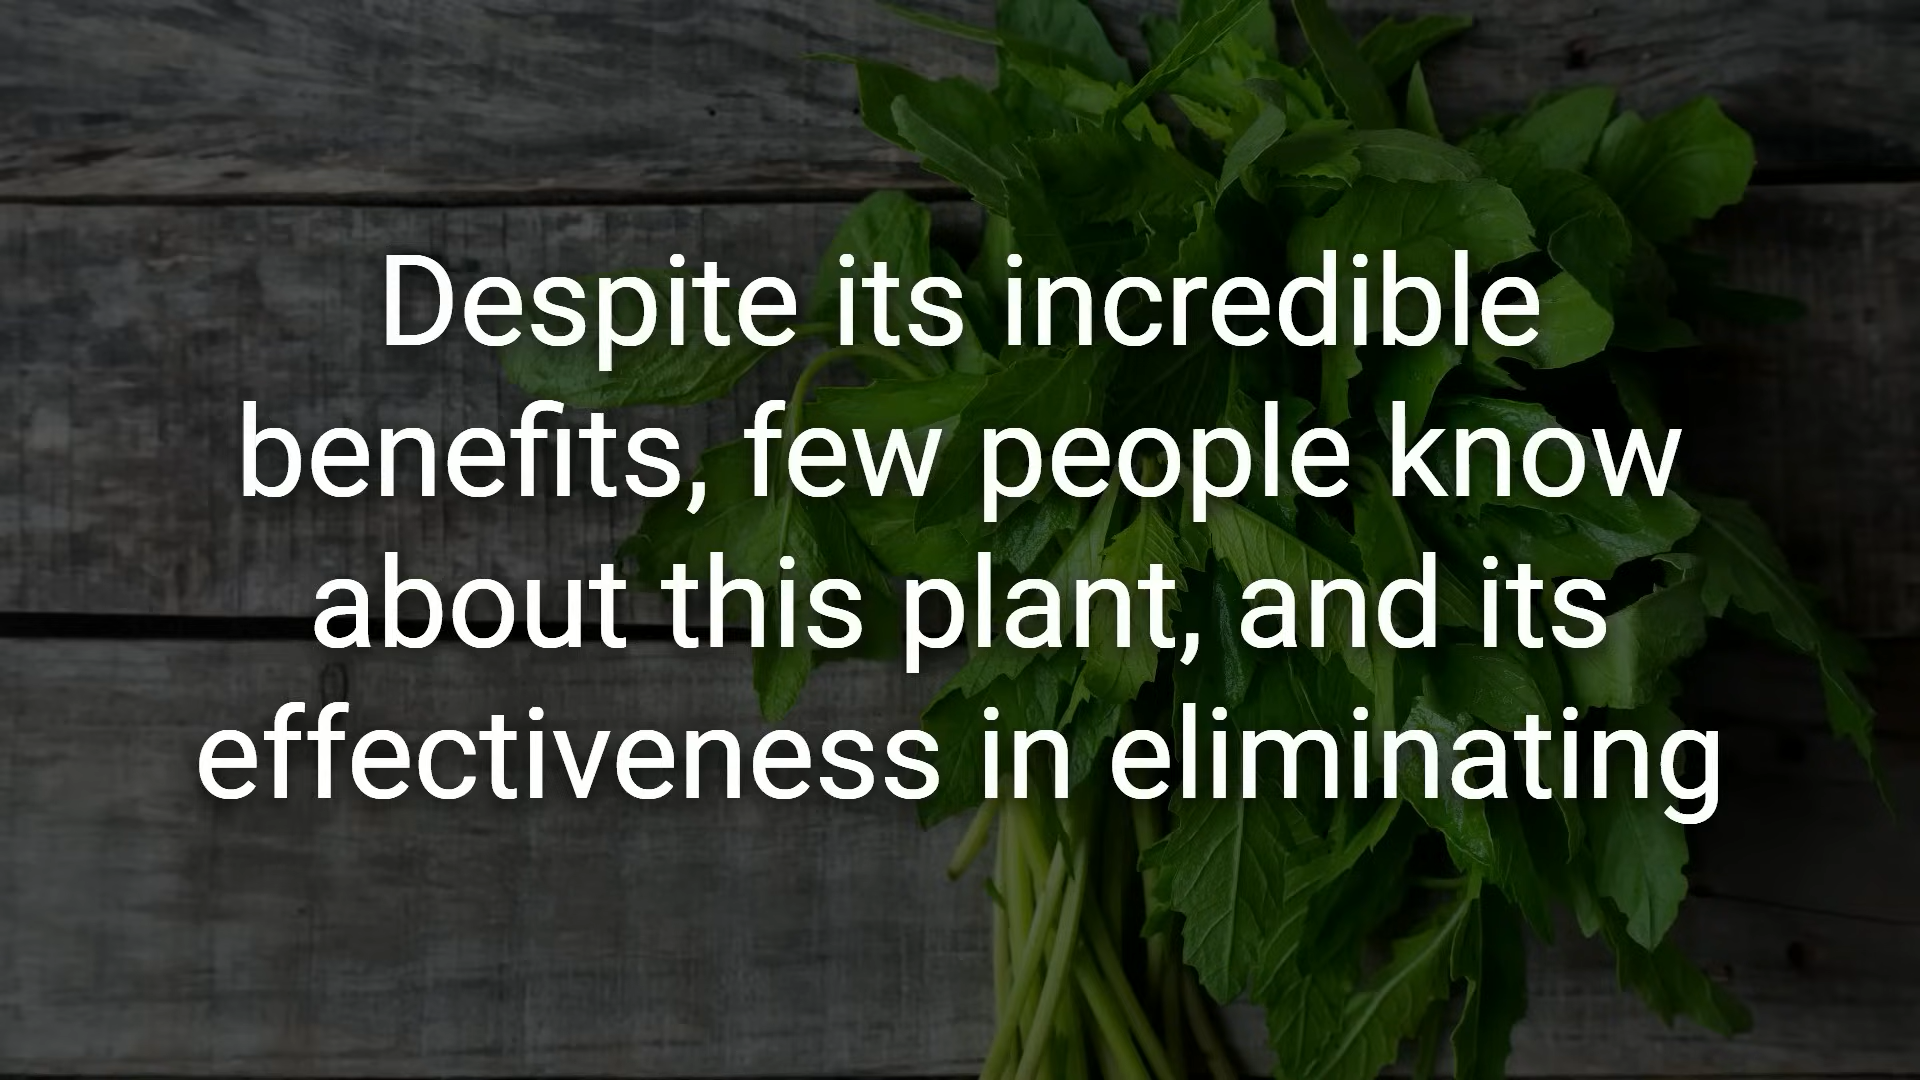 Despite its incredible
benefits, few people know
about this plant, and its
effectiveness in eliminating